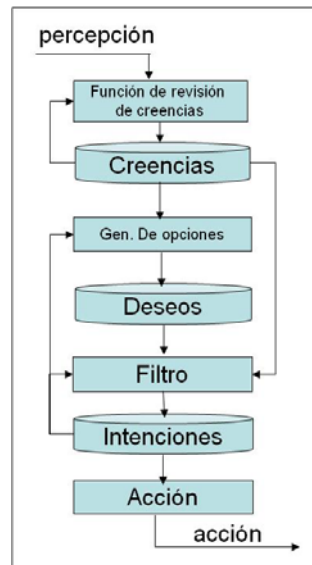 percepción
Función de revisión
de creencias
Creencias
Gen. De opciones
Deseos
Filtro
Intenciones
Acción
acción